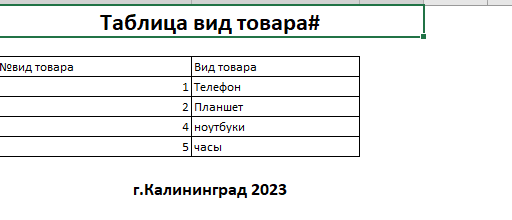 Таблица вид товара#
№вид товара Вид товара
1 Телефон
2 Планшет
4 ноутбуки
5 часы
г.Калининград 2023